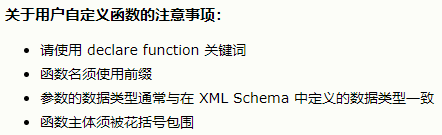 关于用户自定义函数的注意事项：
请使用 declare function 关键词
函数名须使用前缀
参数的数据类型通常与在 XML Schema 中定义的数据类型一致
函数主体须被花括号包围